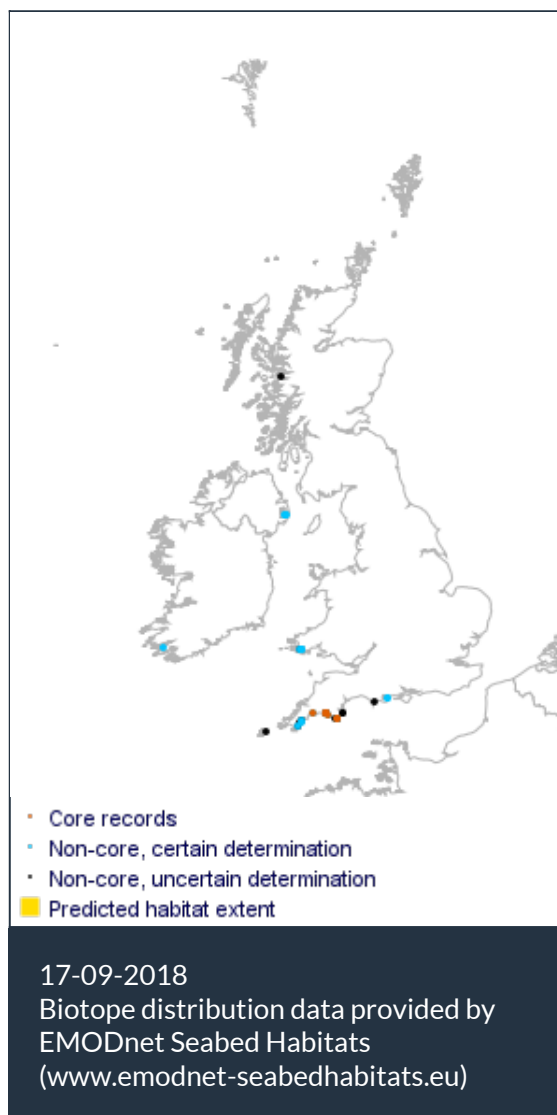 Core records
Non-core, certain determination
Non-core, uncertain determination
Predicted habitat extent
17-09-2018
Biotope distribution data provided by
EMODnet Seabed Habitats
(www.emodnet-seabedhabitats.eu)